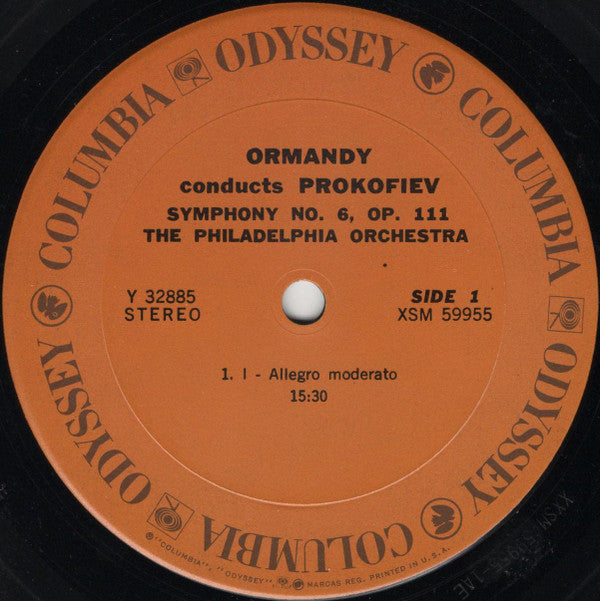 COLUMBIA ODYSSEY COLUMBIA ODYSSEY COLUMBIA ODYSSEY
ORMANDY
conducts PROKOFIEV
SYMPHONY NO. 6, OP. 111
THE PHILADELPHIA ORCHESTRA
Y 32885
STEREO
SIDE 1
XSM 59955
1. I - Allegro moderato
15:30
® "COLUMBIA", "ODYSSEY", MARCAS REG. PRINTED IN U.S.A.